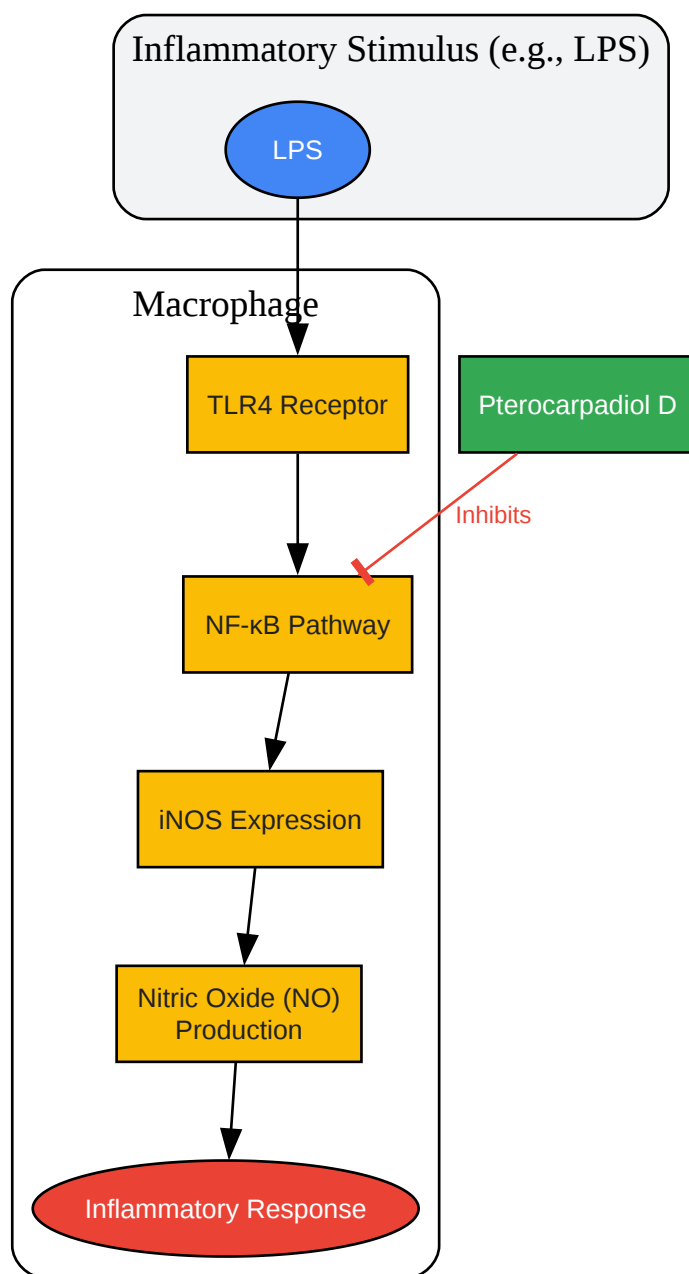 Inflammatory Stimulus (e.g., LPS)
LPS
Macrophage
TLR4 Receptor
Pterocarpadiol D
Inhibits
NF-κB Pathway
iNOS Expression
Nitric Oxide (NO)
Production
Inflammatory Response